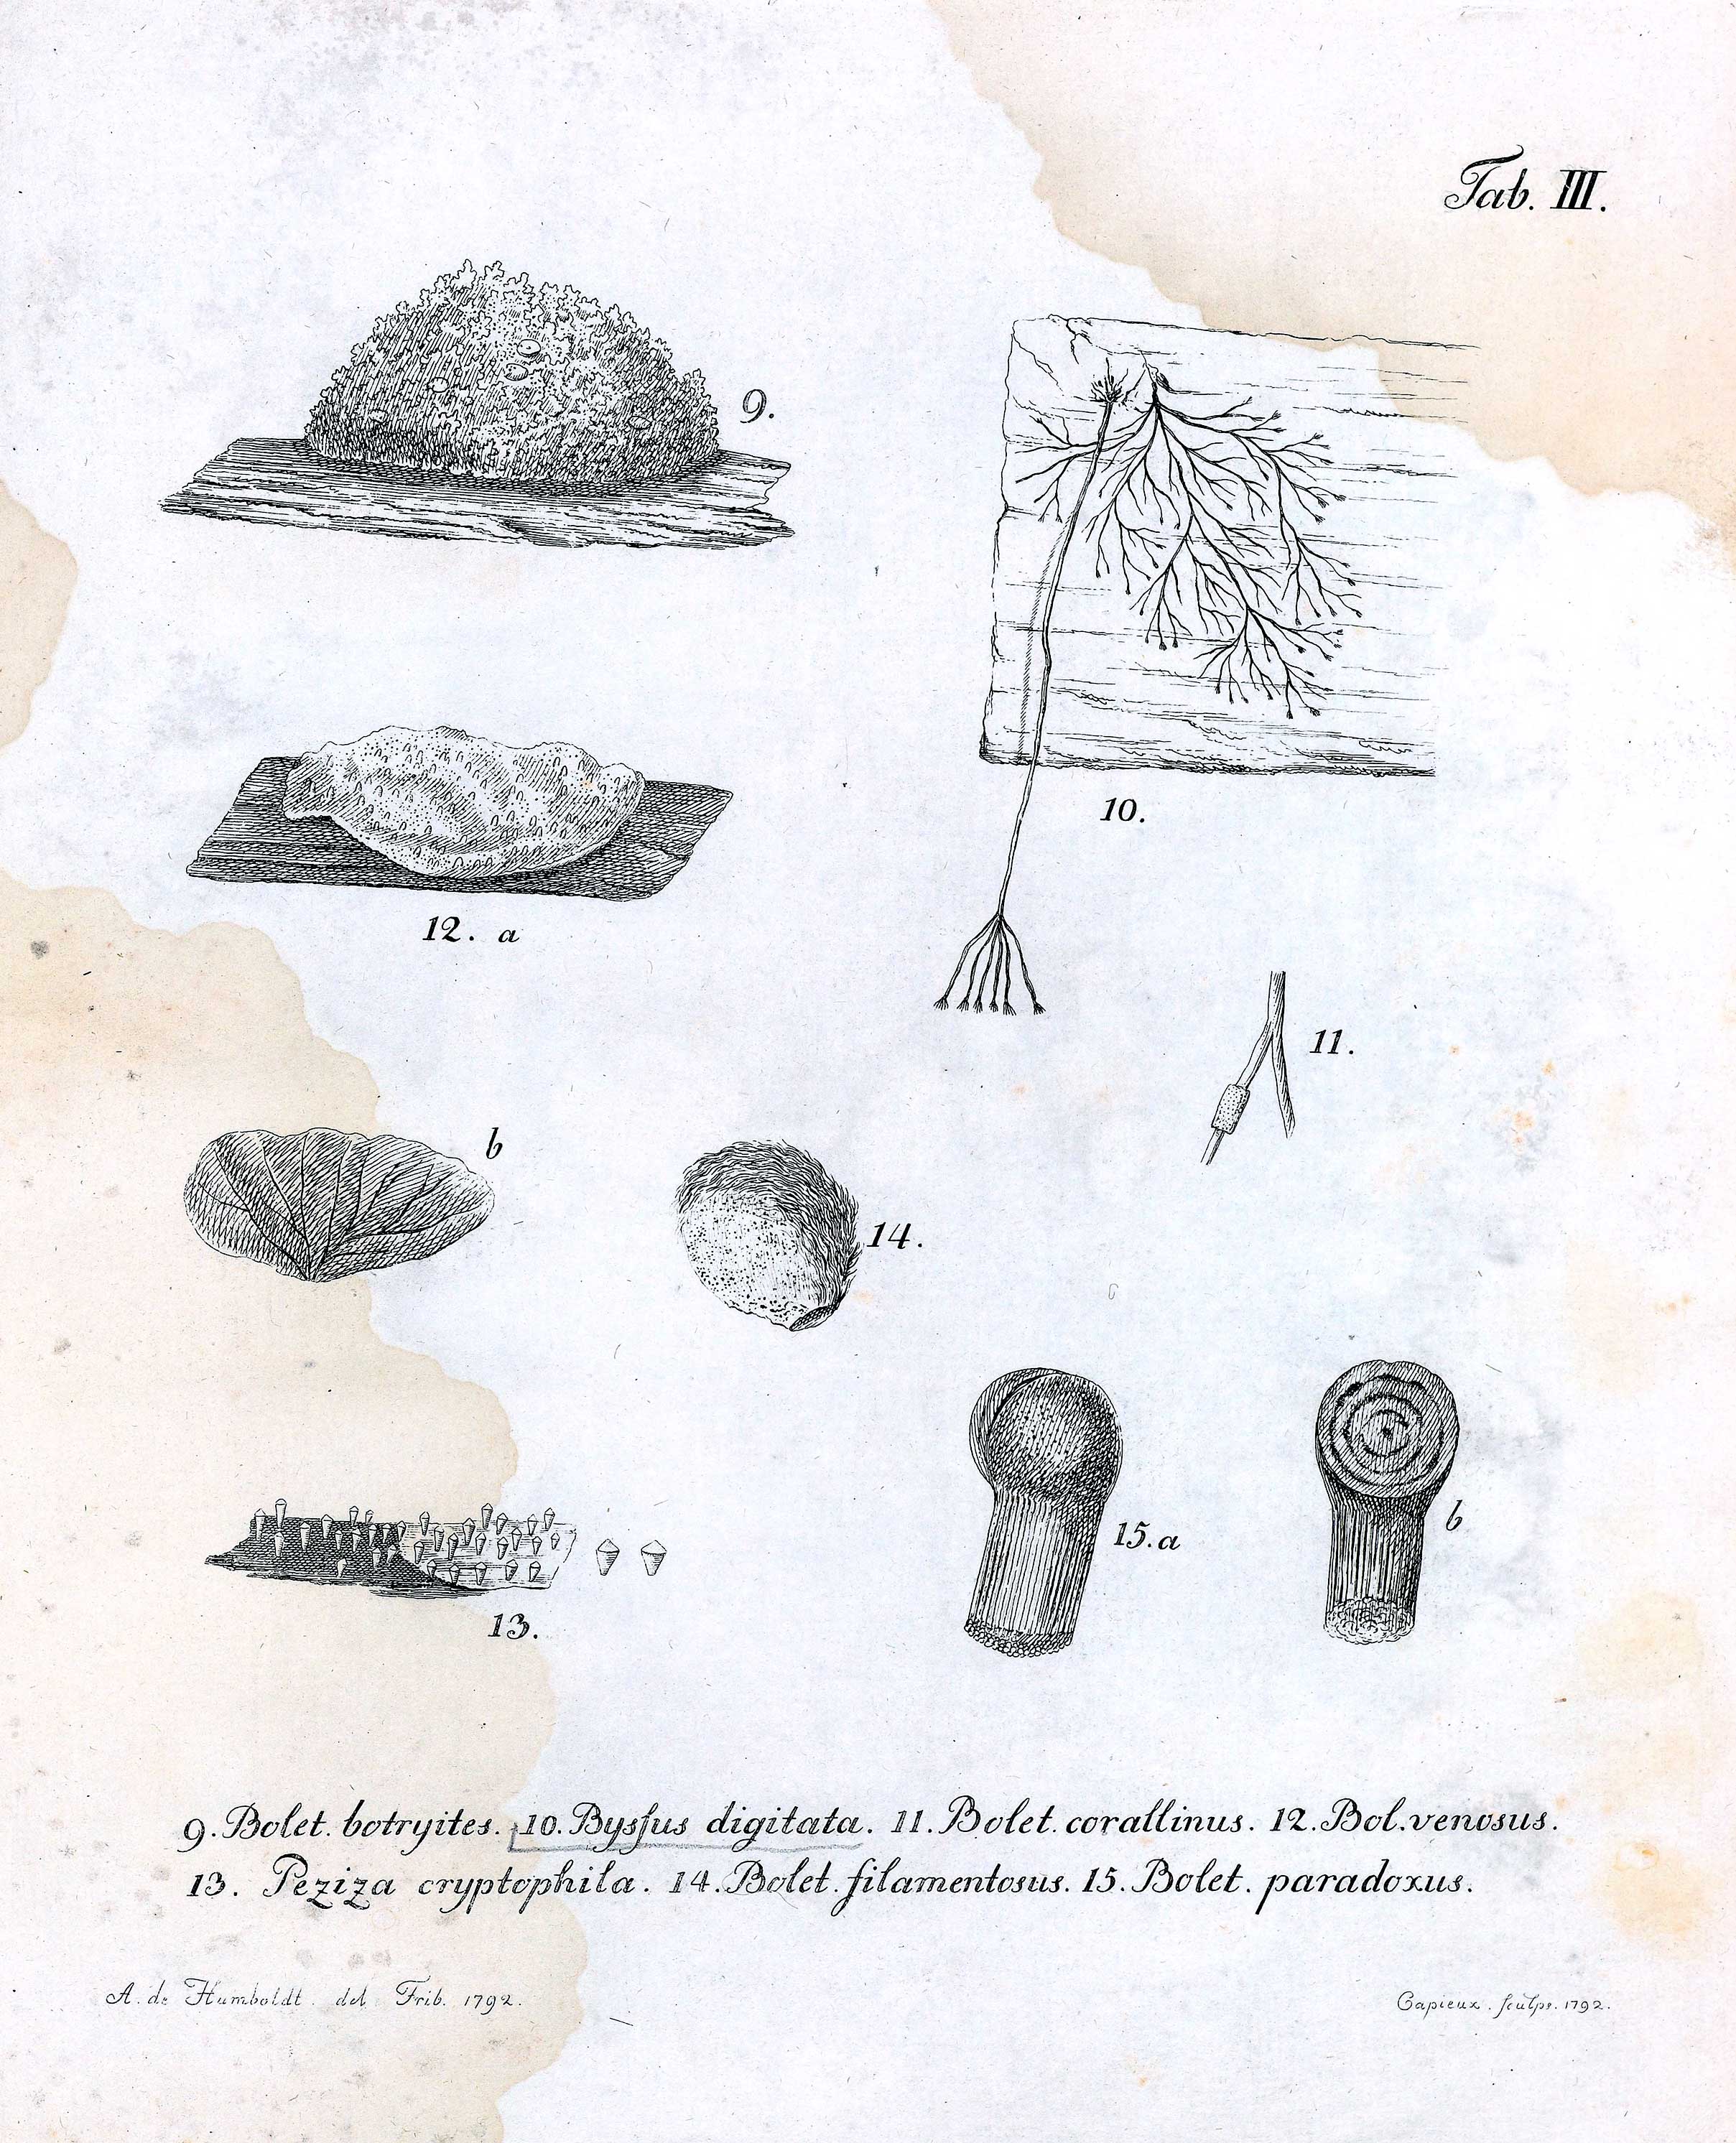 Tab. III.
9.
10.
12. a
11.
b
14.
15. a
b
13.
9. Bolet. botryites. 10. Bysſus digitata. 11. Bolet. corallinus. 12. Bol. venosus.
13. Peziza cryptophila. 14. Bolet. filamentosus. 15. Bolet. paradoxus.
A. de Humboldt. del Frib. 1792.
Capieux. ſculps. 1792.